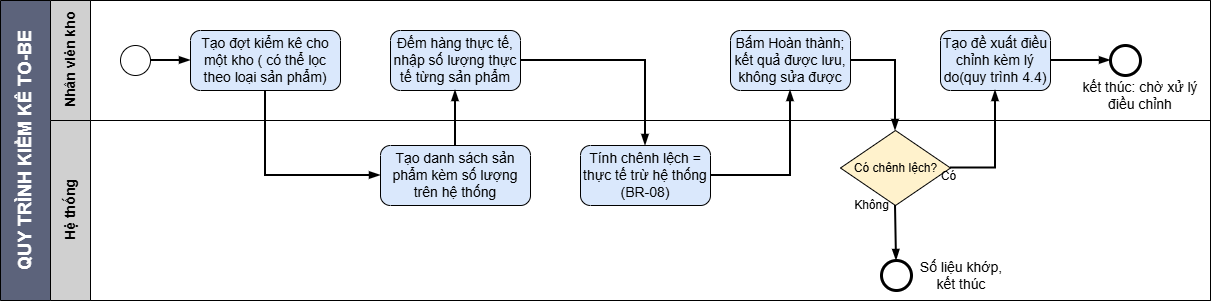 QUY TRÌNH KIỂM KÊ TO-BE
Nhân viên kho
Tạo đợt kiểm kê cho
một kho ( có thể lọc
theo loại sản phẩm)
Đếm hàng thực tế,
nhập số lượng thực
tế từng sản phẩm
Bấm Hoàn thành;
kết quả được lưu,
không sửa được
Tạo đề xuất điều
chỉnh kèm lý
do(quy trình 4.4)
kết thúc: chờ xử lý
điều chỉnh
Hệ thống
Tạo danh sách sản
phẩm kèm số lượng
trên hệ thống
Tính chênh lệch =
thực tế trừ hệ thống
(BR-08)
Có chênh lệch?
Có
Không
Số liệu khớp,
kết thúc